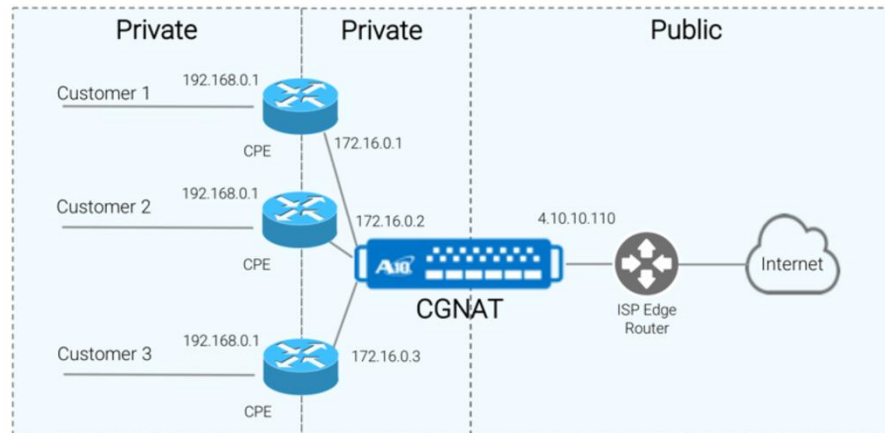 Private
Private
Public
192.168.0.1
Customer 1
172.16.0.1
CPE
192.168.0.1
Customer 2
172.16.0.2
4.10.10.110
CPE
A10
Internet
CGNAT
ISP Edge
Router
192.168.0.1
Customer 3
172.16.0.3
CPE